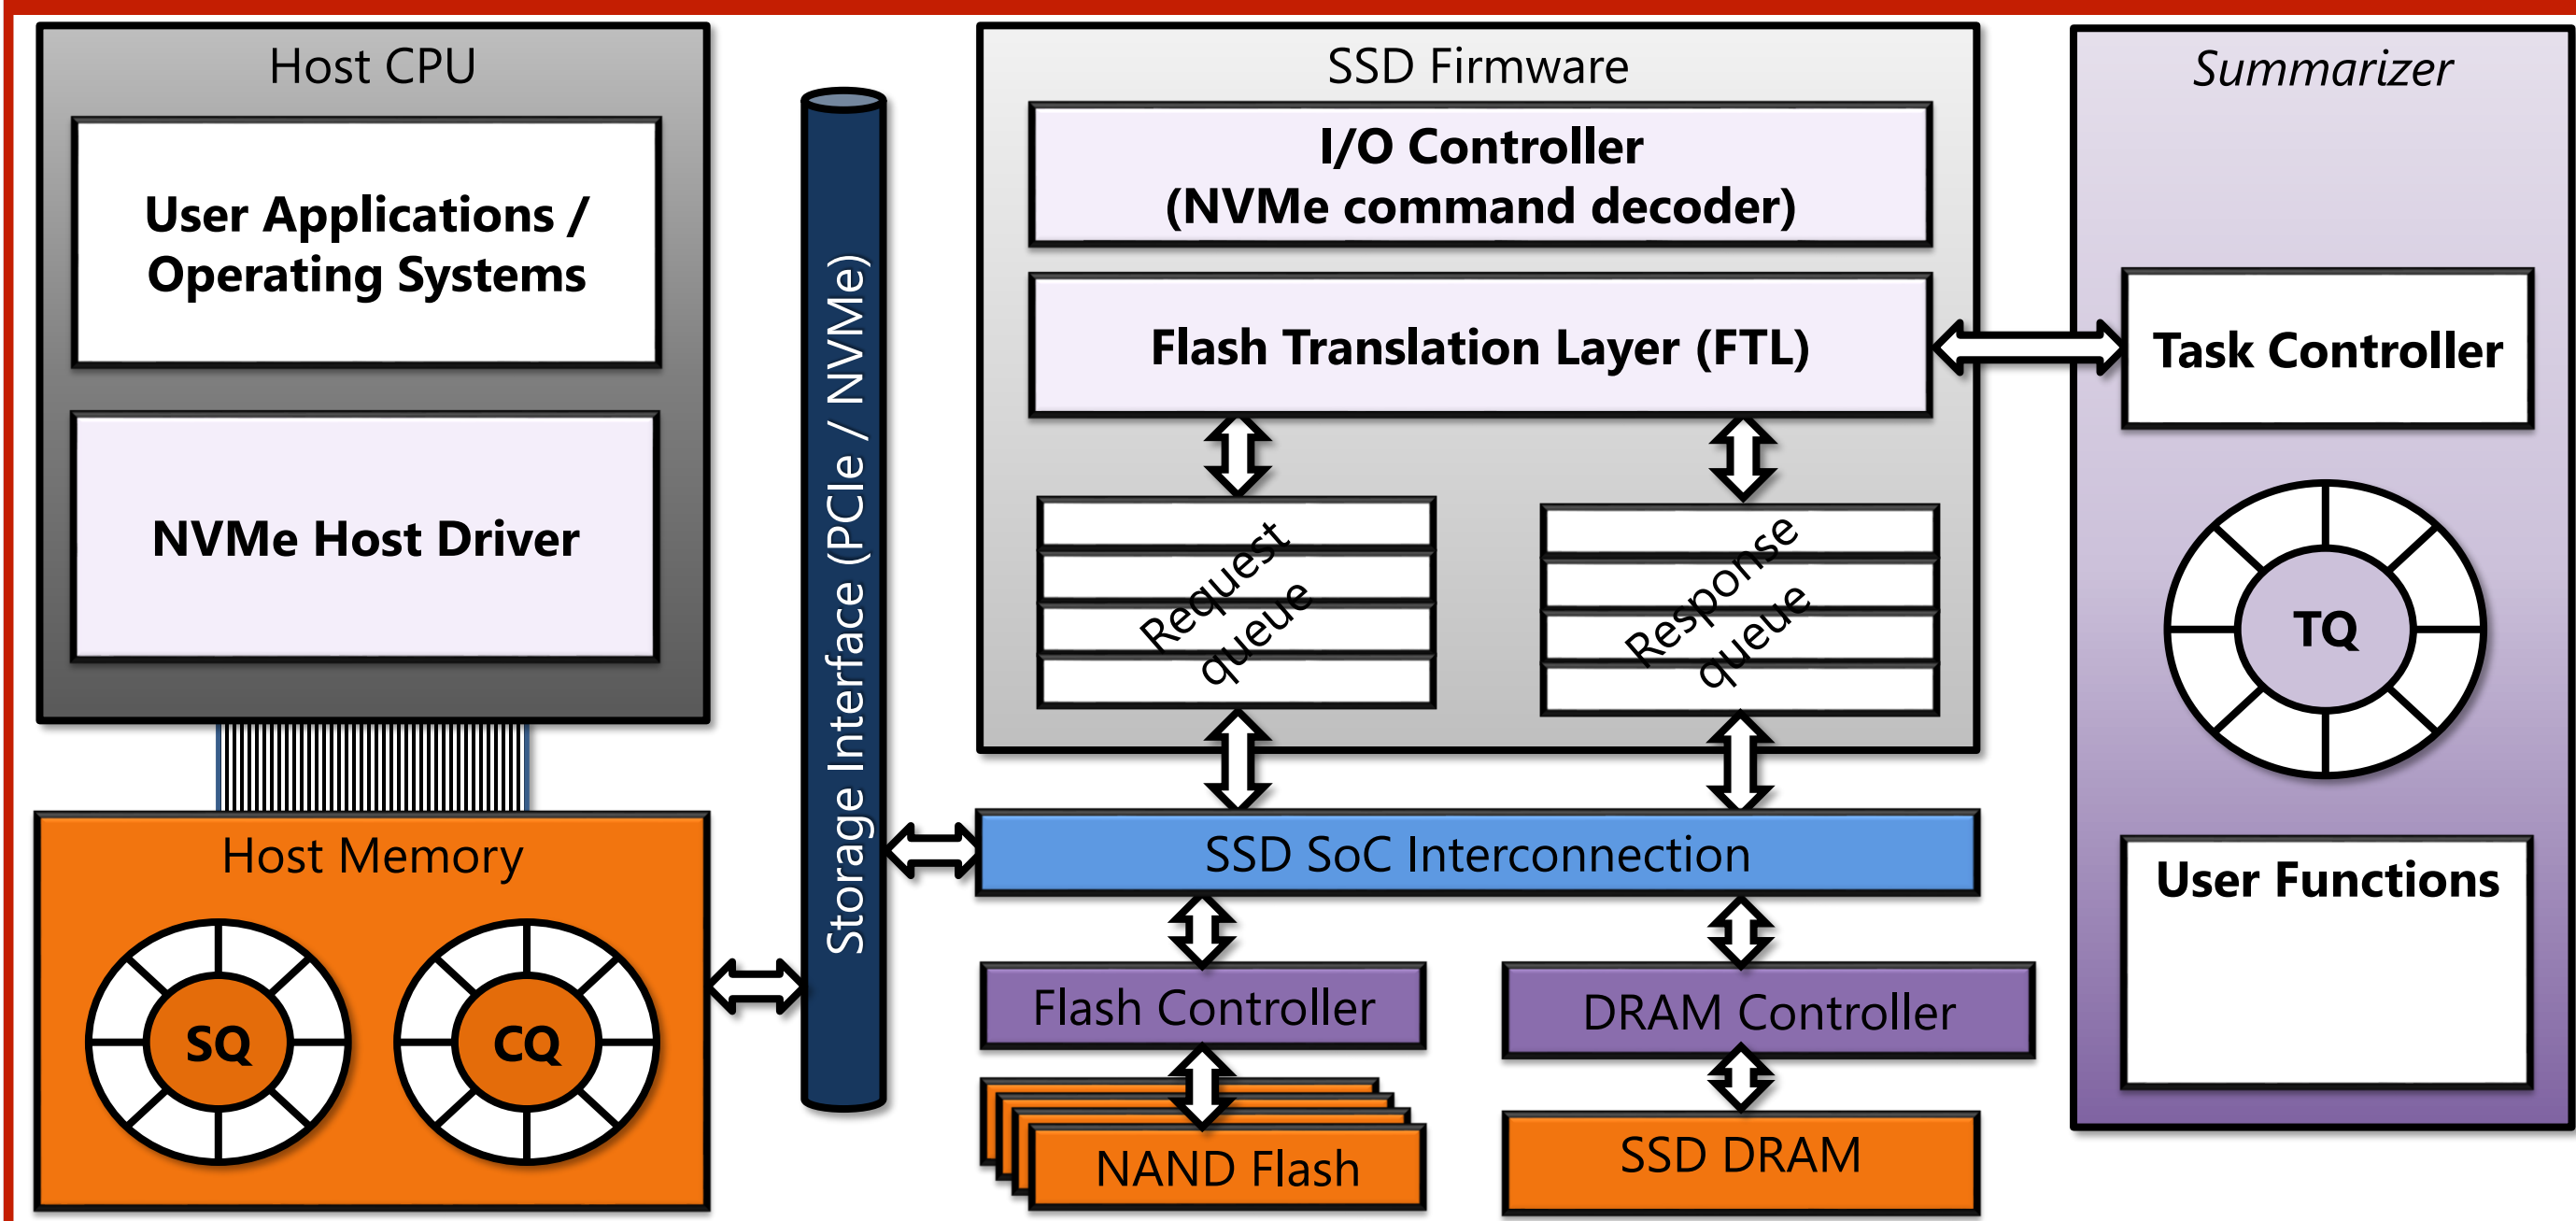 Host CPU
User Applications /
Operating Systems
NVMe Host Driver
Host Memory
SQ
CQ
Storage Interface (PCIe / NVMe)
SSD Firmware
I/O Controller
(NVMe command decoder)
Flash Translation Layer (FTL)
Request
queue
Response
queue
SSD SoC Interconnection
Flash Controller
DRAM Controller
NAND Flash
SSD DRAM
Summarizer
Task Controller
TQ
User Functions